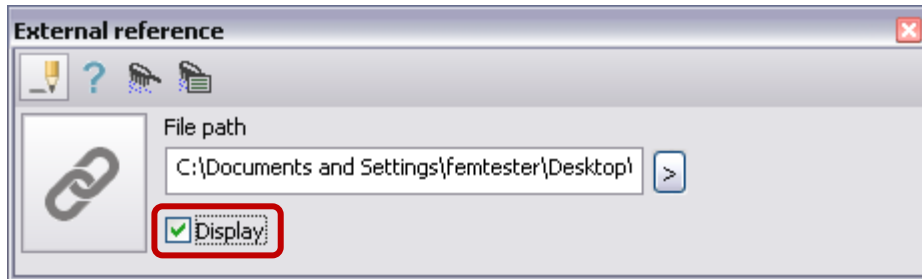 External reference
File path
C:\Documents and Settings\femtester\Desktop\
>
Display